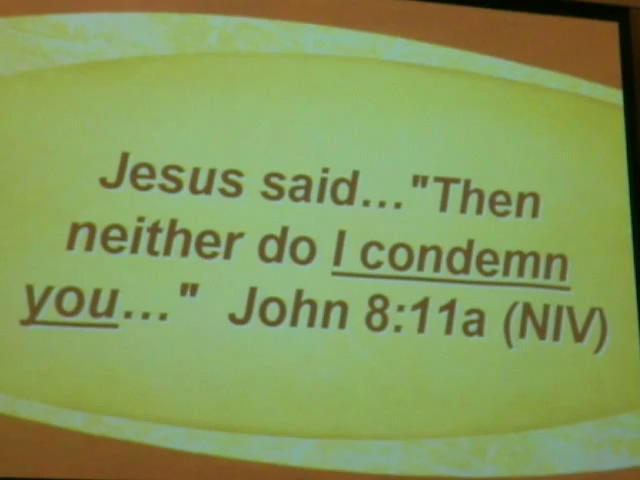 Jesus said..."Then
neither do I condemn
you..." John 8:11a (NIV)